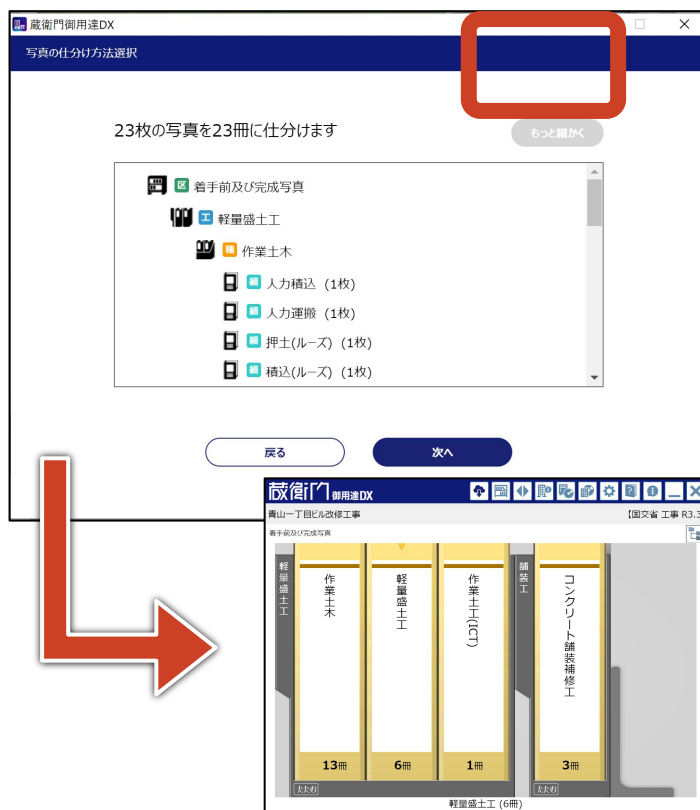 蔵衛門御用達DX
写真の仕分け方法選択
23枚の写真を23冊に仕分けます
もっと細かく
区 着手前及び完成写真
工 軽量盛土工
種 作業土木
細 人力積込 (1枚)
細 人力運搬 (1枚)
細 押土(ルーズ) (1枚)
細 積込(ルーズ) (1枚)
戻る
次へ
蔵衛門 御用達DX
青山一丁目ビル改修工事
【国交省 工事 R3.3
着手前及び完成写真
軽量盛土工
作業土木
軽量盛土工
作業土工(ICT)
舗装工
コンクリート舗装補修工
13冊
6冊
1冊
3冊
たたむ
たたむ
軽量盛土工 (6冊)